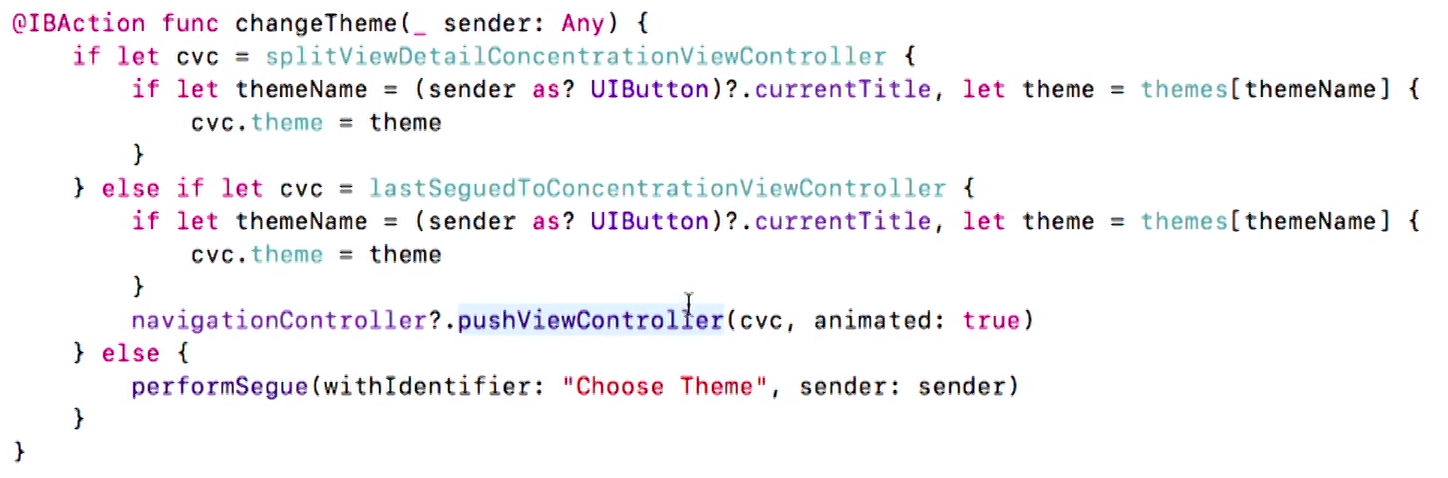 @IBAction func changeTheme(_ sender: Any) {
    if let cvc = splitViewDetailConcentrationViewController {
        if let themeName = (sender as? UIButton)?.currentTitle, let theme = themes[themeName] {
            cvc.theme = theme
        }
    } else if let cvc = lastSeguedToConcentrationViewController {
        if let themeName = (sender as? UIButton)?.currentTitle, let theme = themes[themeName] {
            cvc.theme = theme
        }
        navigationController?.pushViewController(cvc, animated: true)
    } else {
        performSegue(withIdentifier: "Choose Theme", sender: sender)
    }
}